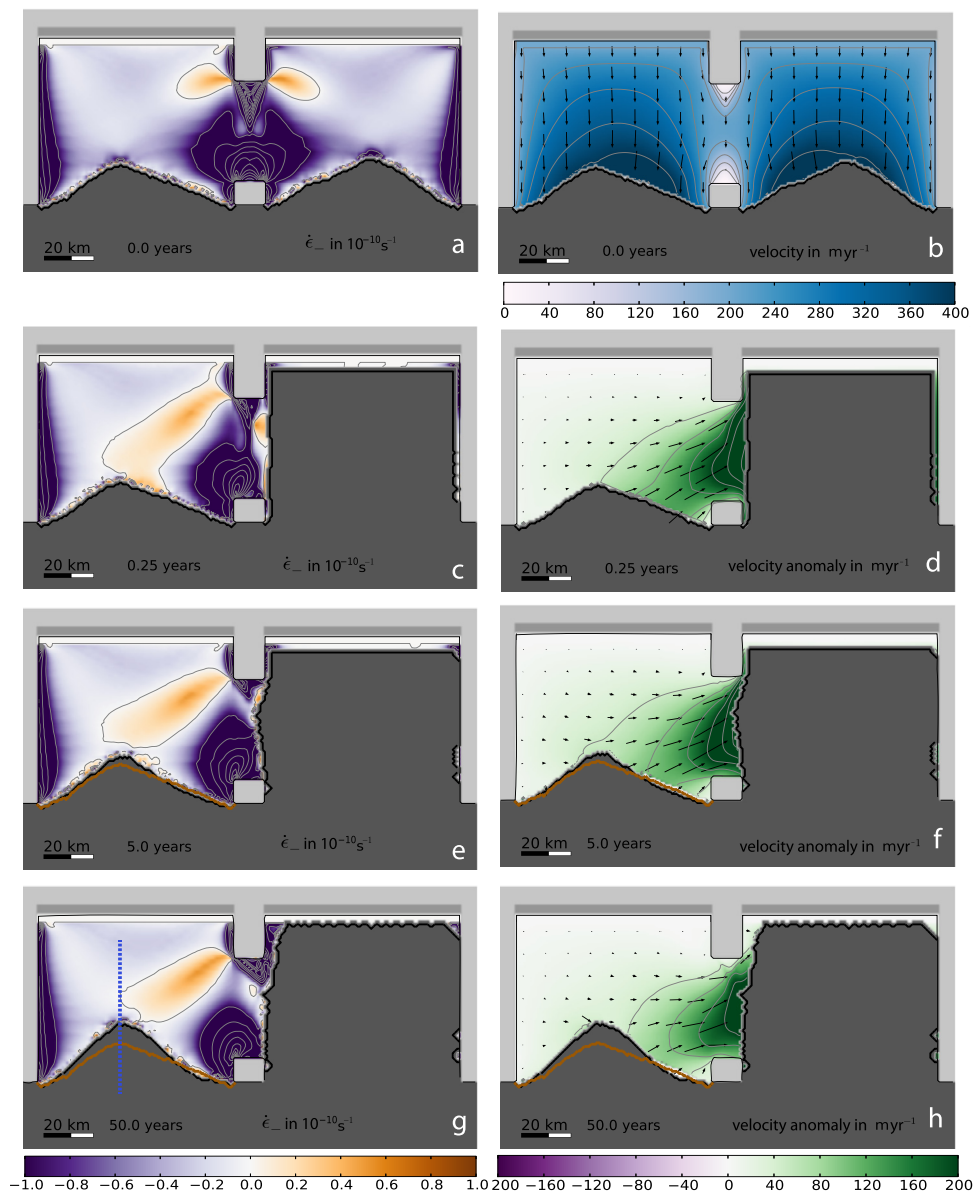 20 km 0.0 years ε̇₋ in 10⁻¹⁰s⁻¹ a
20 km 0.0 years velocity in myr⁻¹ b
0 40 80 120 160 200 240 280 320 360 400
20 km 0.25 years ε̇₋ in 10⁻¹⁰s⁻¹ c
20 km 0.25 years velocity anomaly in myr⁻¹ d
20 km 5.0 years ε̇₋ in 10⁻¹⁰s⁻¹ e
20 km 5.0 years velocity anomaly in myr⁻¹ f
20 km 50.0 years ε̇₋ in 10⁻¹⁰s⁻¹ g
20 km 50.0 years velocity anomaly in myr⁻¹ h
−1.0 −0.8 −0.6 −0.4 −0.2 0.0 0.2 0.4 0.6 0.8 1.0
200 −160 −120 −80 −40 0 40 80 120 160 200